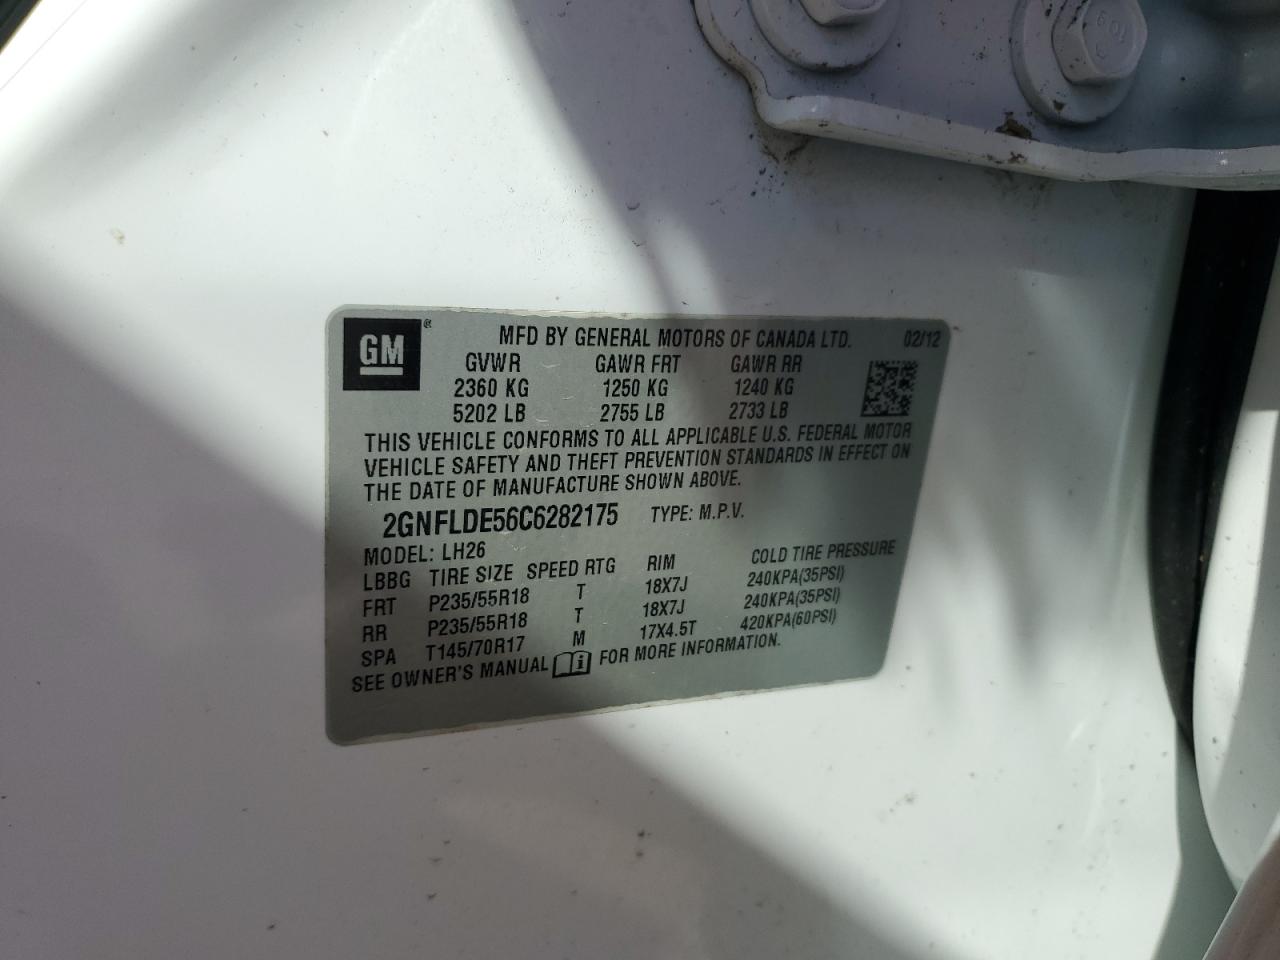 10.9
GM ® MFD BY GENERAL MOTORS OF CANADA LTD. 02/12
GVWR GAWR FRT GAWR RR
2360 KG 1250 KG 1240 KG
5202 LB 2755 LB 2733 LB
THIS VEHICLE CONFORMS TO ALL APPLICABLE U.S. FEDERAL MOTOR
VEHICLE SAFETY AND THEFT PREVENTION STANDARDS IN EFFECT ON
THE DATE OF MANUFACTURE SHOWN ABOVE.
2GNFLDE56C6282175 TYPE: M.P.V.
MODEL: LH26
LBBG TIRE SIZE SPEED RTG RIM COLD TIRE PRESSURE
FRT P235/55R18 T 18X7J 240KPA(35PSI)
RR P235/55R18 T 18X7J 240KPA(35PSI)
SPA T145/70R17 M 17X4.5T 420KPA(60PSI)
SEE OWNER'S MANUAL i FOR MORE INFORMATION.